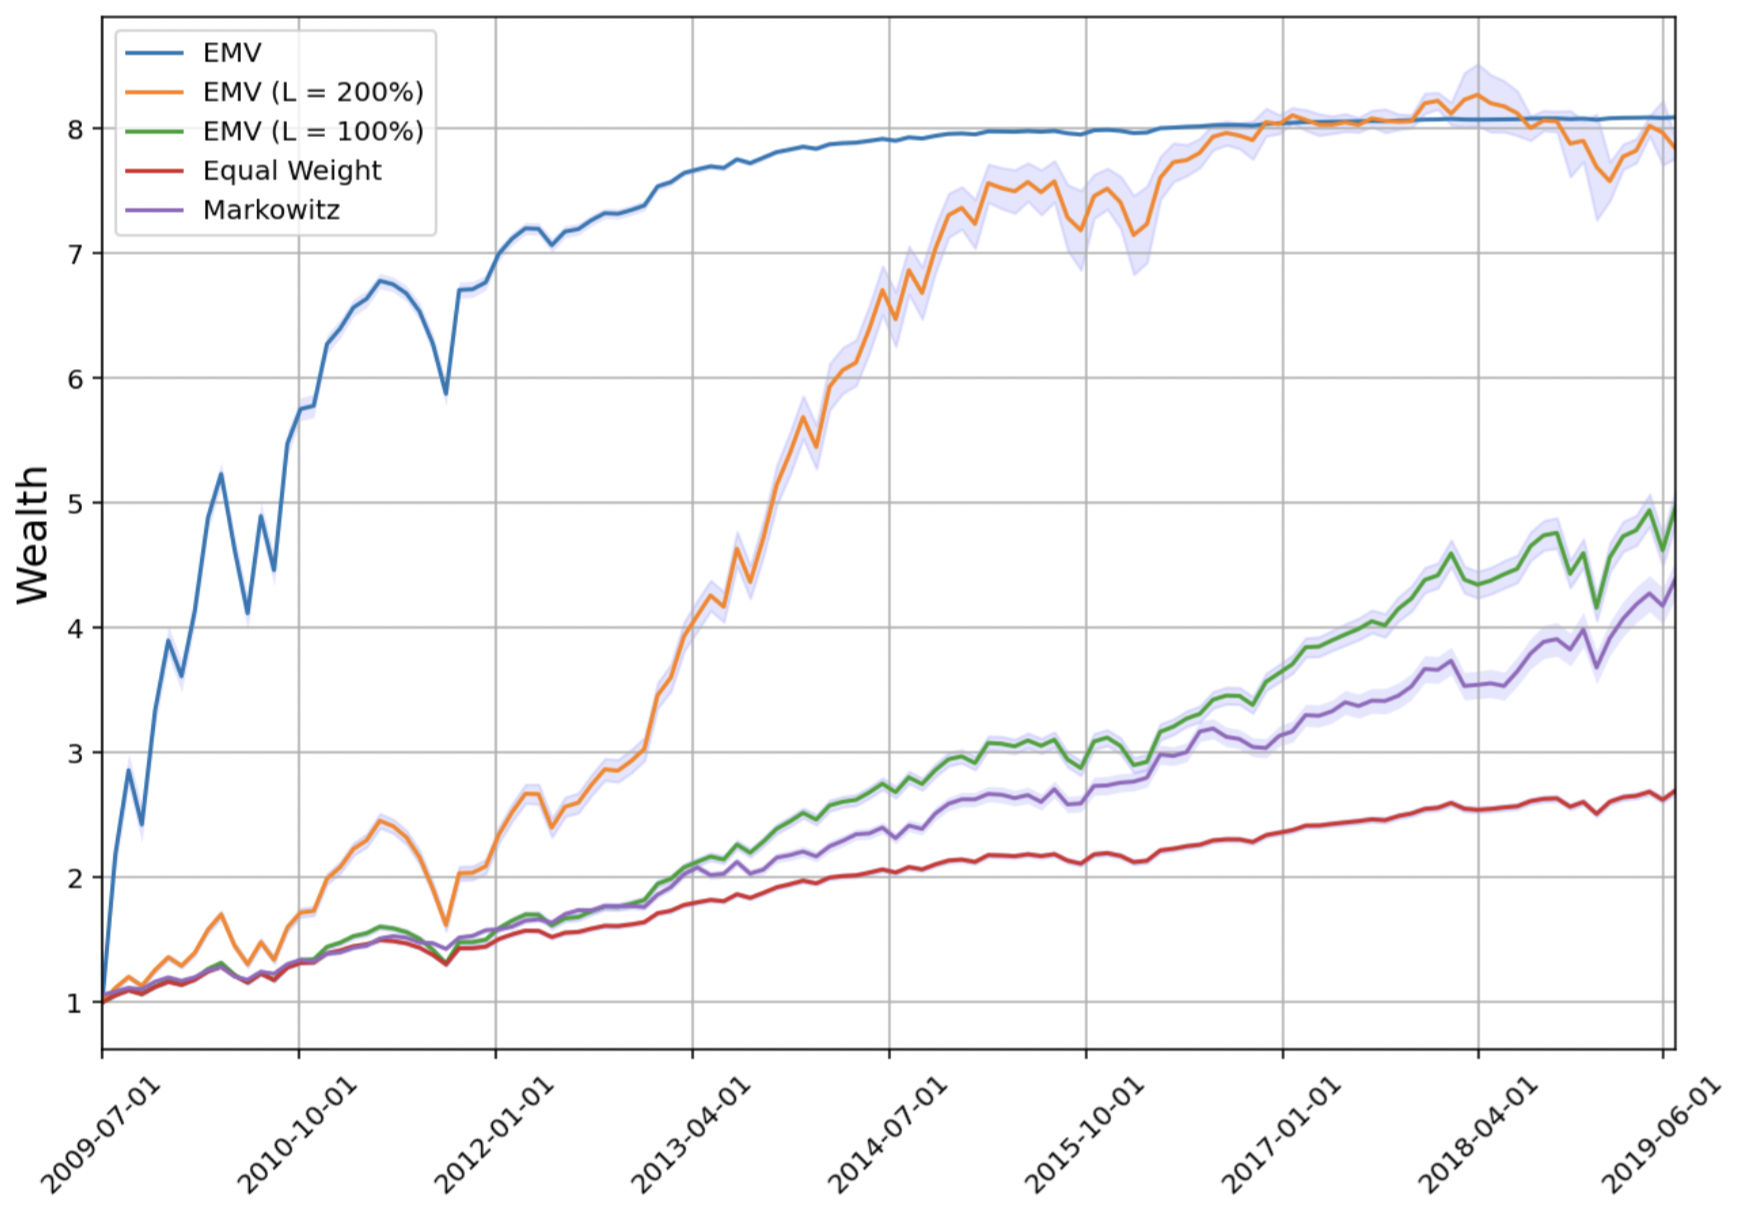 EMV
EMV (L = 200%)
EMV (L = 100%)
Equal Weight
Markowitz
Wealth
8
7
6
5
4
3
2
1
2009-07-01
2010-10-01
2012-01-01
2013-04-01
2014-07-01
2015-10-01
2017-01-01
2018-04-01
2019-06-01